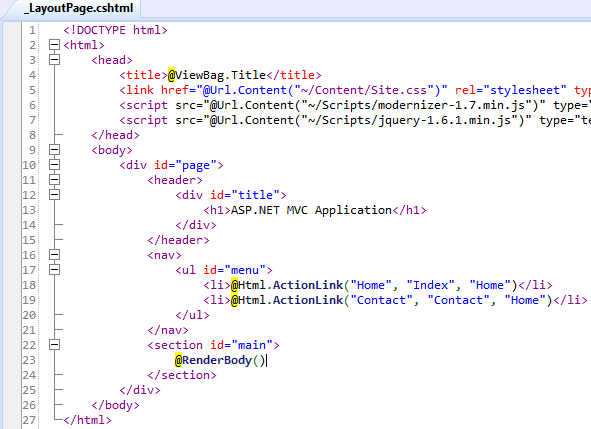 _LayoutPage.cshtml
1 <!DOCTYPE html>
2 <html>
3 <head>
4 <title>@ViewBag.Title</title>
5 <link href="@Url.Content("~/Content/Site.css")" rel="stylesheet" typ
6 <script src="@Url.Content("~/Scripts/modernizer-1.7.min.js")" type="
7 <script src="@Url.Content("~/Scripts/jquery-1.6.1.min.js")" type="te
8 </head>
9 <body>
10 <div id="page">
11 <header>
12 <div id="title">
13 <h1>ASP.NET MVC Application</h1>
14 </div>
15 </header>
16 <nav>
17 <ul id="menu">
18 <li>@Html.ActionLink("Home", "Index", "Home")</li>
19 <li>@Html.ActionLink("Contact", "Contact", "Home")</li>
20 </ul>
21 </nav>
22 <section id="main">
23 @RenderBody()
24 </section>
25 </div>
26 </body>
27 </html>